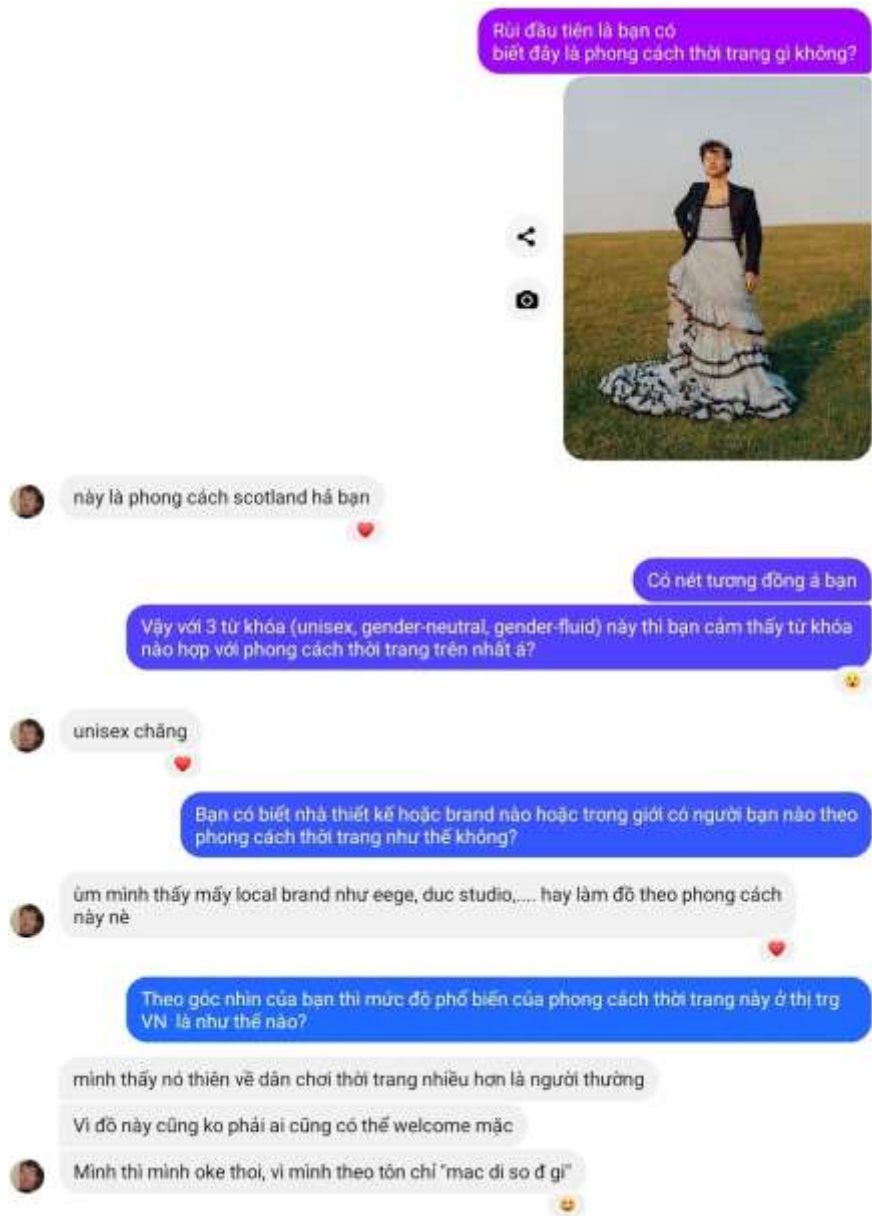 Rùi đầu tiên là bạn có
biết đây là phong cách thời trang gì không?
này là phong cách scotland hả bạn
Có nét tương đồng á bạn
Vậy với 3 từ khóa (unisex, gender-neutral, gender-fluid) này thì bạn cảm thấy từ khóa
nào hợp với phong cách thời trang trên nhất á?
unisex chăng
Bạn có biết nhà thiết kế hoặc brand nào hoặc trong giới có người bạn nào theo
phong cách thời trang như thế không?
ùm mình thấy mấy local brand như eege, duc studio,.... hay làm đồ theo phong cách
này nè
Theo góc nhìn của bạn thì mức độ phổ biến của phong cách thời trang này ở thị trg
VN là như thế nào?
mình thấy nó thiên về dân chơi thời trang nhiều hơn là người thường
Vì đồ này cũng ko phải ai cũng có thể welcome mặc
Mình thì mình oke thoi, vì mình theo tôn chỉ "mac di so đ gi"